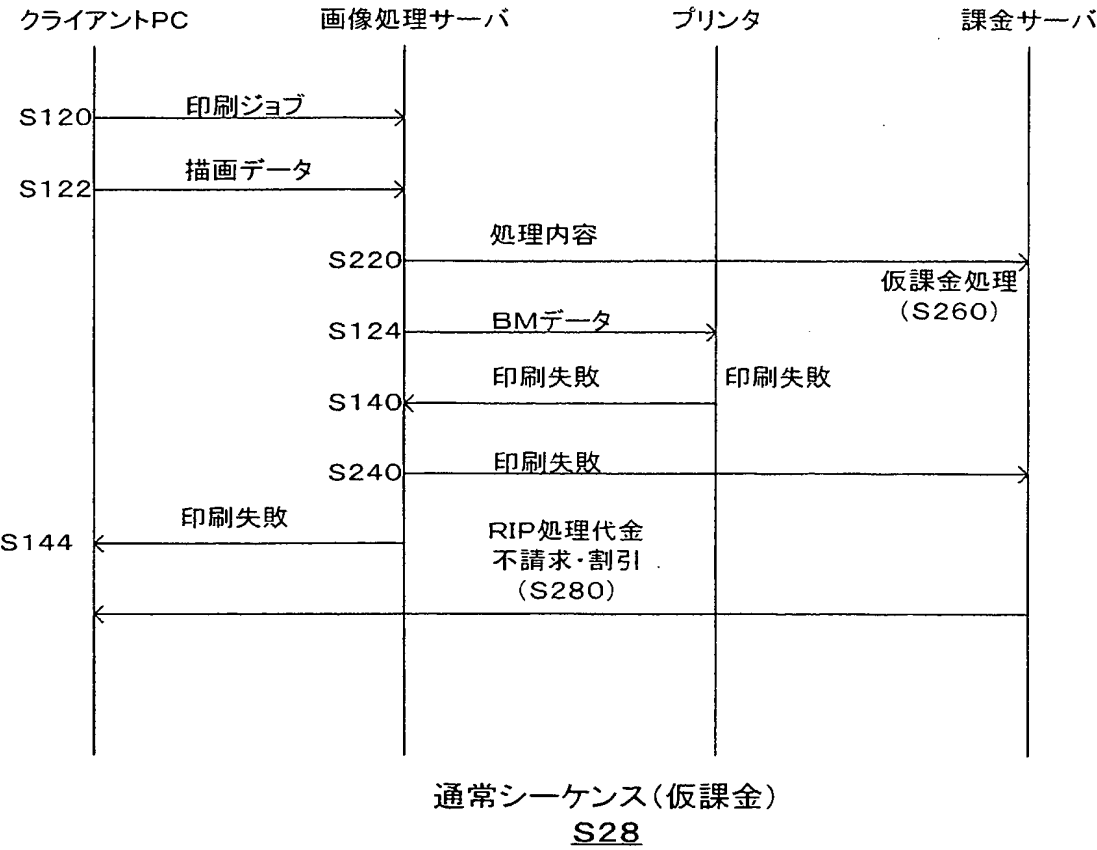 クライアントPC
画像処理サーバ
プリンタ
課金サーバ
印刷ジョブ
S120
描画データ
S122
処理内容
S220
仮課金処理
(S260)
BMデータ
S124
印刷失敗
印刷失敗
S140
印刷失敗
S240
印刷失敗
S144
RIP処理代金
不請求・割引
(S280)
通常シーケンス(仮課金)
S28